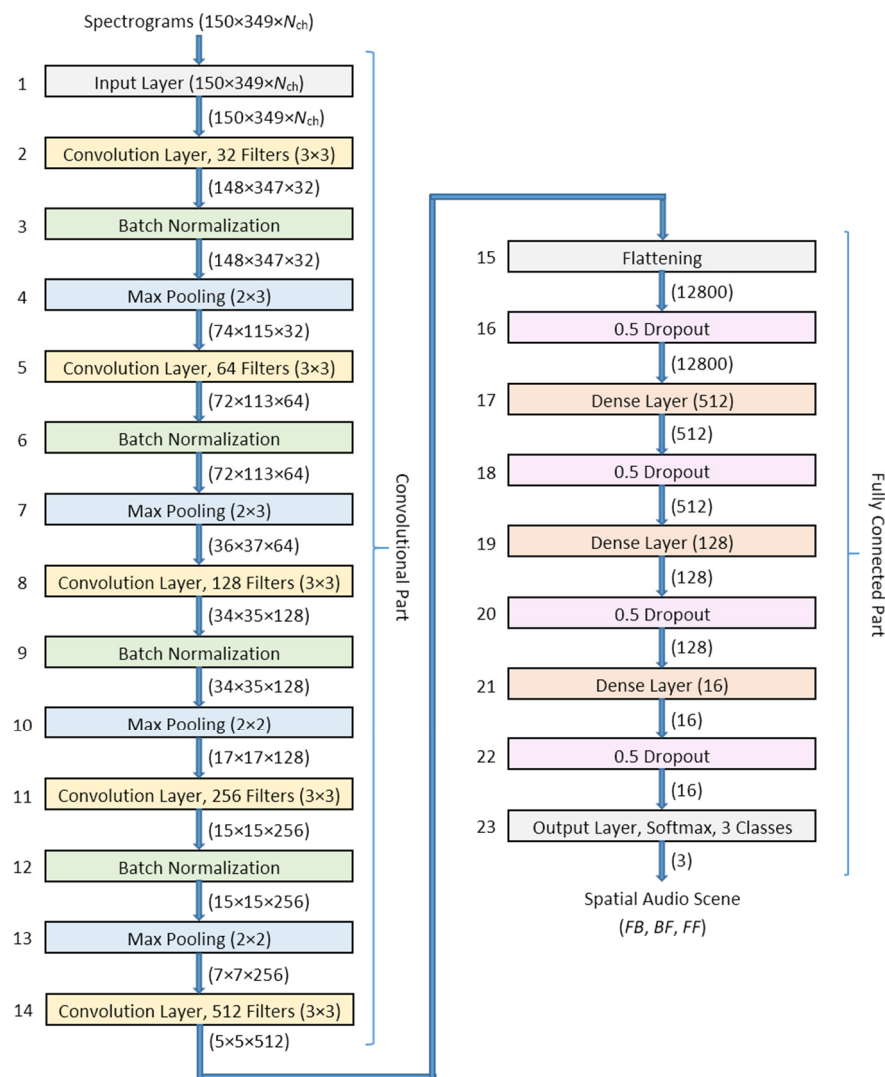 Spectrograms (150×349×Nch)
1 Input Layer (150×349×Nch)
(150×349×Nch)
2 Convolution Layer, 32 Filters (3×3)
(148×347×32)
3 Batch Normalization
(148×347×32)
4 Max Pooling (2×3)
(74×115×32)
5 Convolution Layer, 64 Filters (3×3)
(72×113×64)
6 Batch Normalization
(72×113×64)
7 Max Pooling (2×3)
(36×37×64)
8 Convolution Layer, 128 Filters (3×3)
(34×35×128)
9 Batch Normalization
(34×35×128)
10 Max Pooling (2×2)
(17×17×128)
11 Convolution Layer, 256 Filters (3×3)
(15×15×256)
12 Batch Normalization
(15×15×256)
13 Max Pooling (2×2)
(7×7×256)
14 Convolution Layer, 512 Filters (3×3)
(5×5×512)
Convolutional Part
15 Flattening
(12800)
16 0.5 Dropout
(12800)
17 Dense Layer (512)
(512)
18 0.5 Dropout
(512)
19 Dense Layer (128)
(128)
20 0.5 Dropout
(128)
21 Dense Layer (16)
(16)
22 0.5 Dropout
(16)
23 Output Layer, Softmax, 3 Classes
(3)
Spatial Audio Scene
(FB, BF, FF)
Fully Connected Part